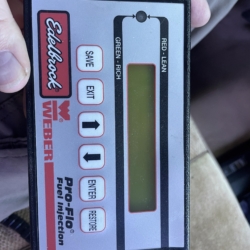 Edelbrock
WEBER
Pro-Flo®
Fuel Injection
SAVE
EXIT
ENTER
RESTORE
GREEN - RICH
RED - LEAN